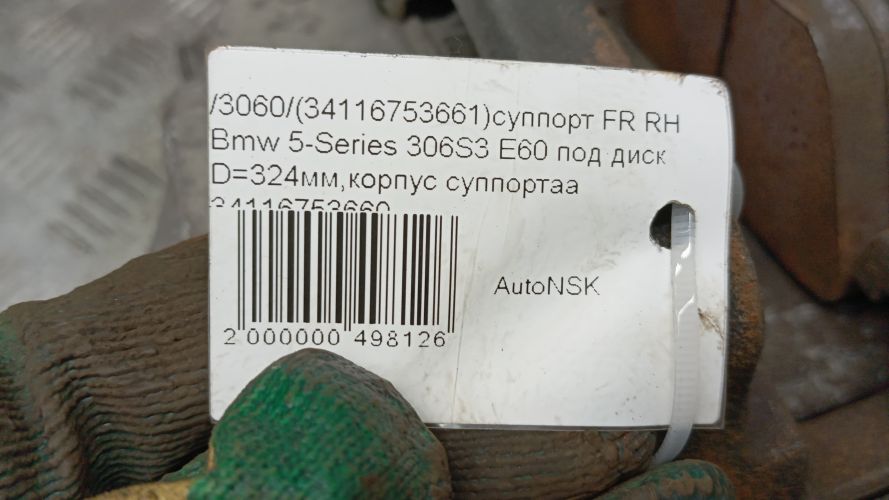 /3060/(34116753661)суппорт FR RH
Bmw 5-Series 306S3 E60 под диск
D=324мм,корпус суппортаа
34116753660
AutoNSK
2 000000 498126